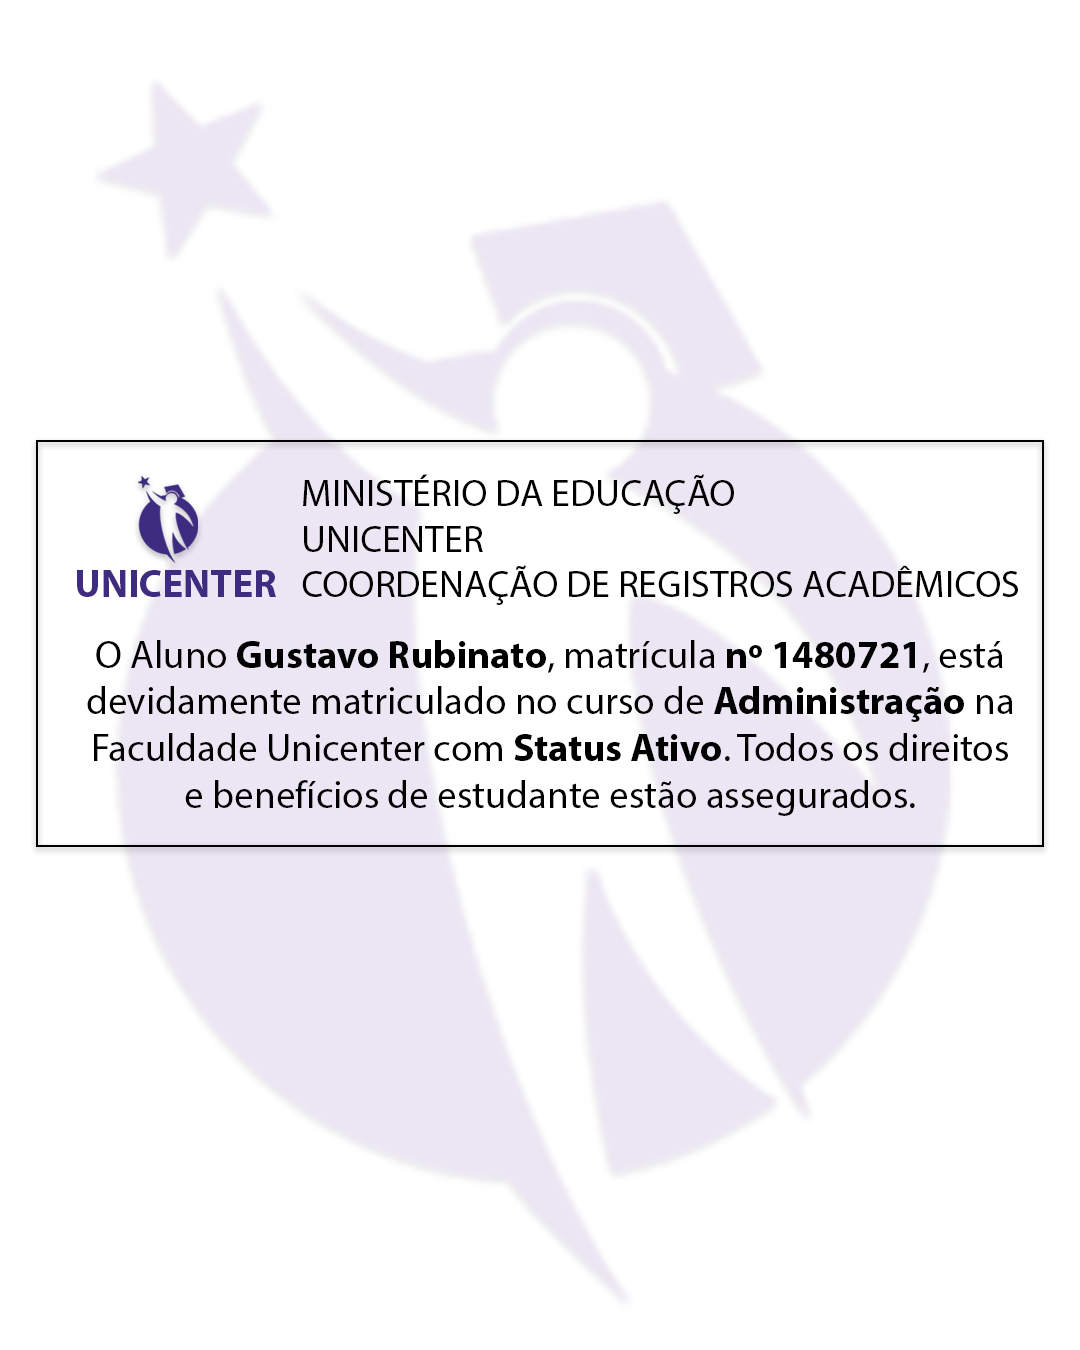 MINISTÉRIO DA EDUCAÇÃO
UNICENTER
UNICENTER COORDENAÇÃO DE REGISTROS ACADÊMICOS
O Aluno Gustavo Rubinato, matrícula nº 1480721, está
devidamente matriculado no curso de Administração na
Faculdade Unicenter com Status Ativo. Todos os direitos
e benefícios de estudante estão assegurados.